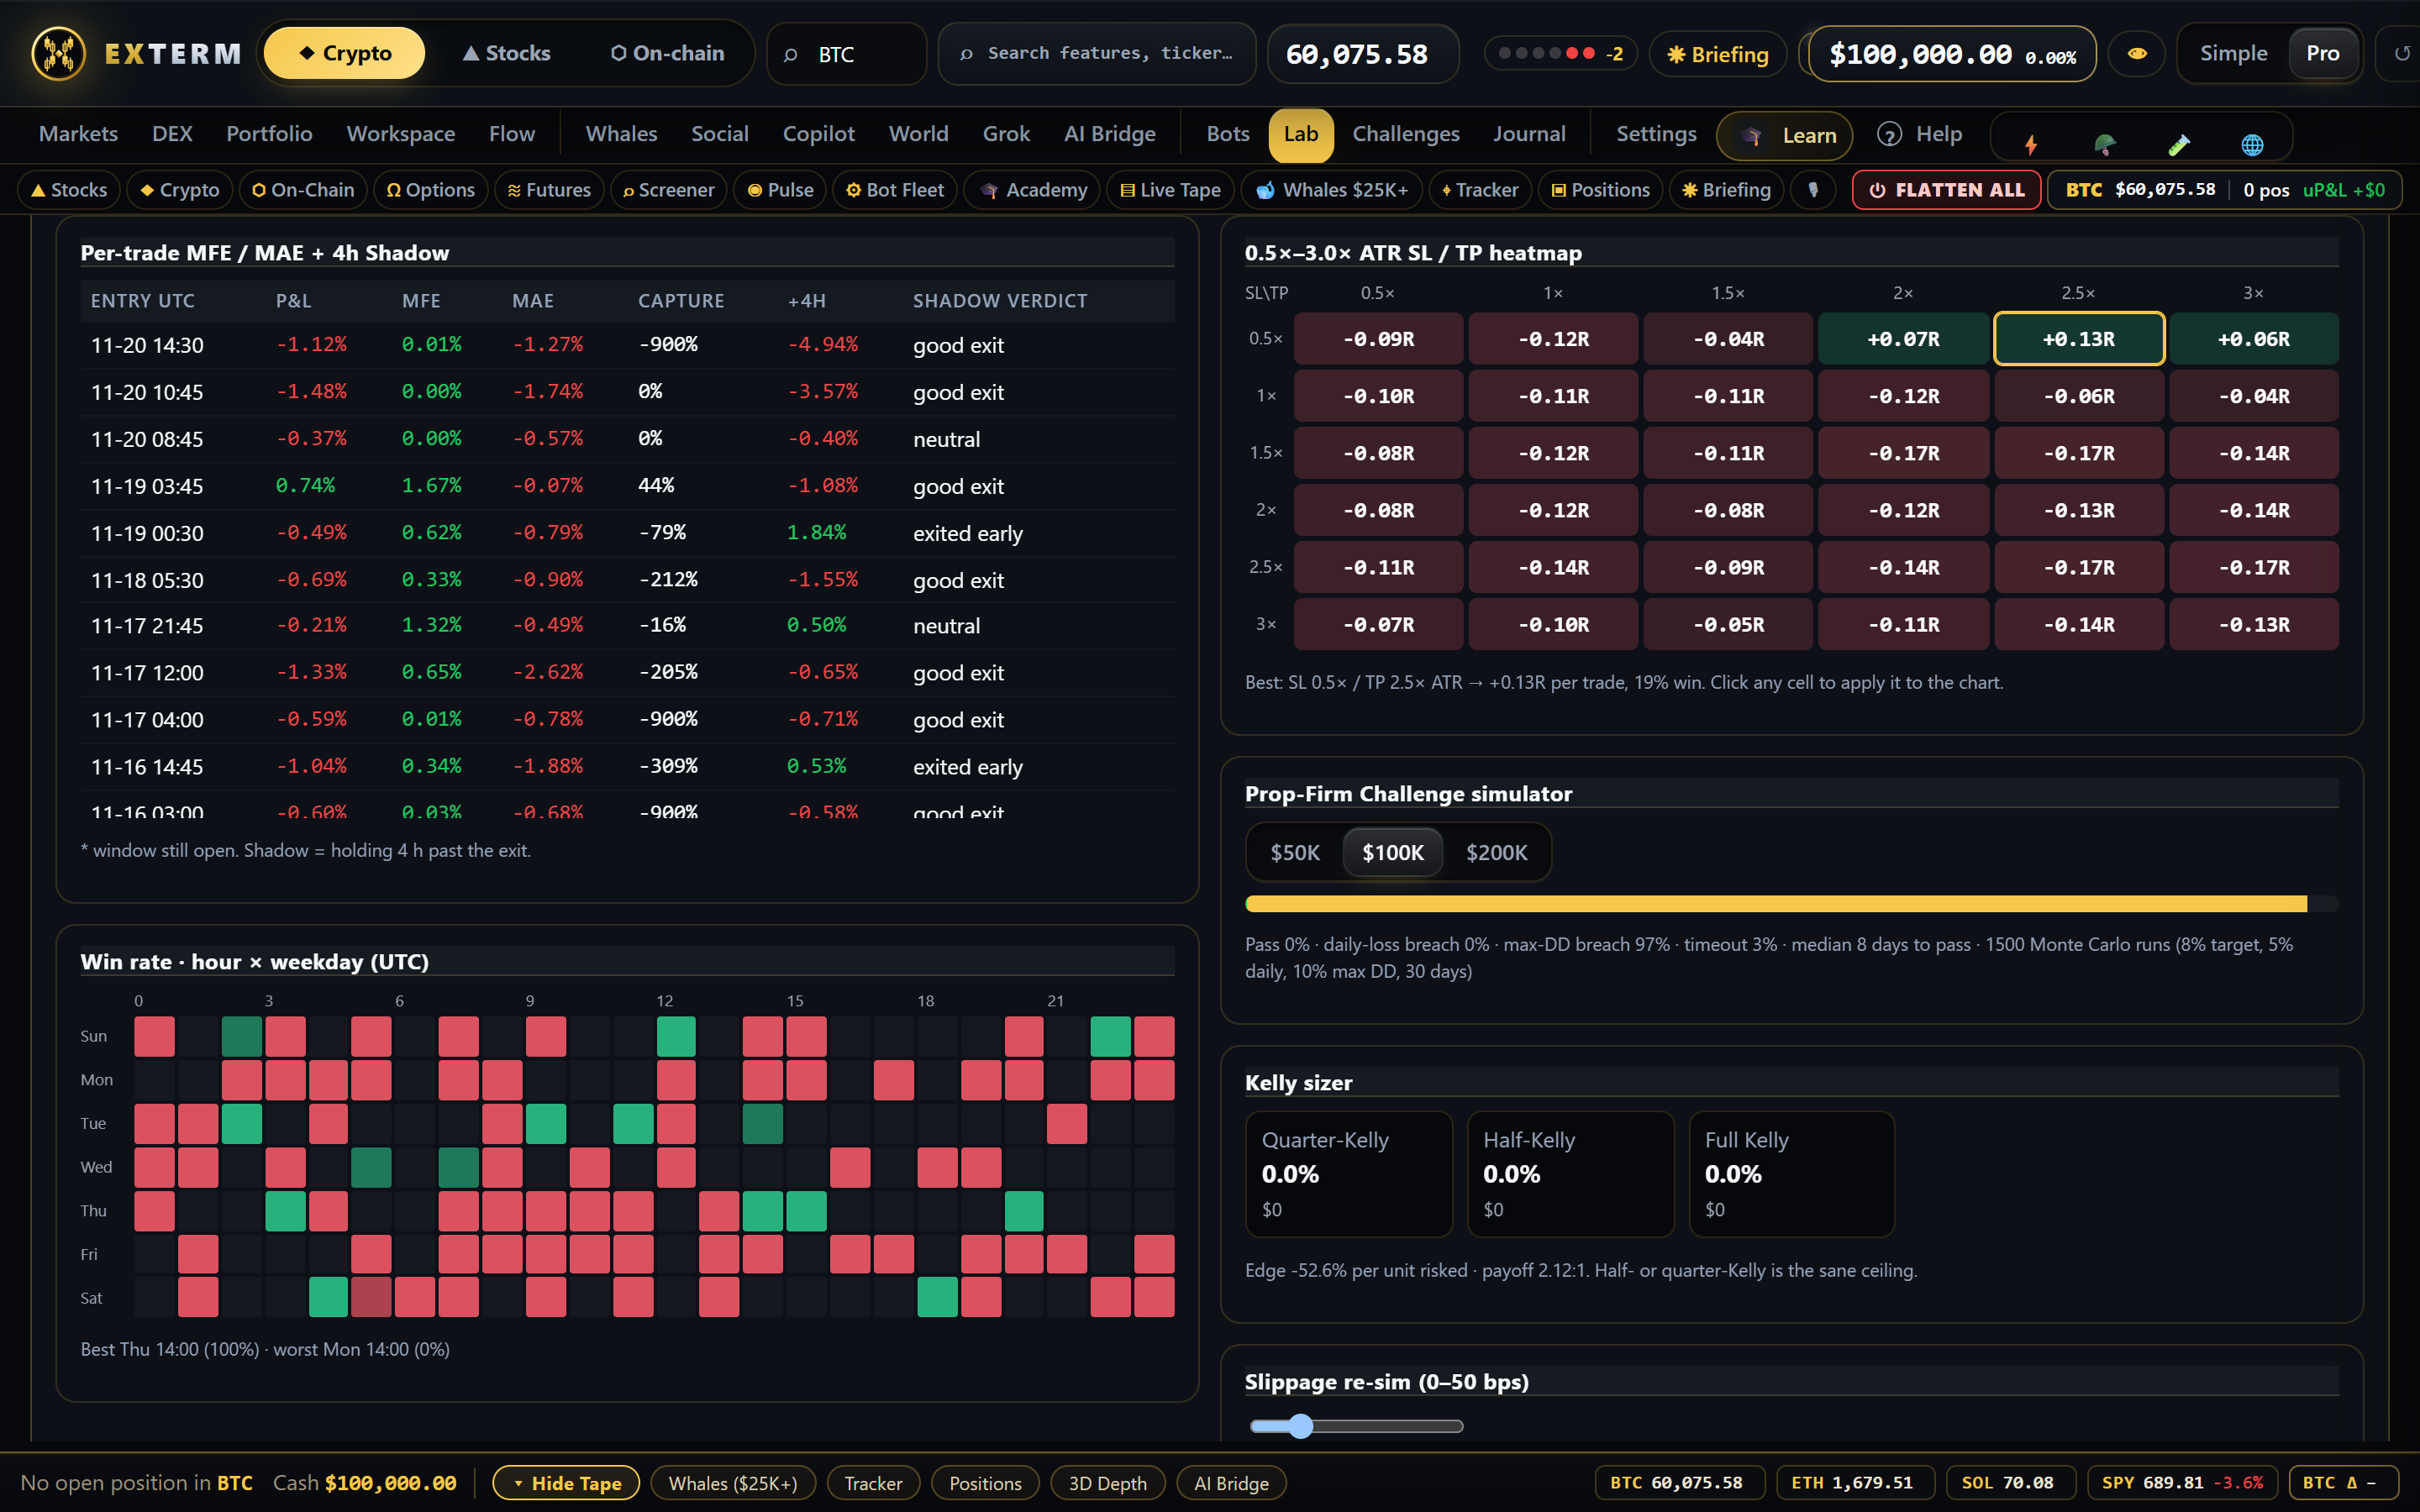 EXTERM
◆ Crypto ▲ Stocks ⬡ On-chain
BTC
Search features, ticker…
60,075.58
-2
Briefing
$100,000.00 0.00%
Simple Pro
Markets DEX Portfolio Workspace Flow Whales Social Copilot World Grok AI Bridge Bots Lab Challenges Journal Settings Learn ? Help
▲ Stocks ◆ Crypto ⬡ On-Chain Ω Options ≋ Futures Screener Pulse Bot Fleet Academy Live Tape Whales $25K+ Tracker Positions Briefing FLATTEN ALL BTC $60,075.58 0 pos uP&L +$0
Per-trade MFE / MAE + 4h Shadow
ENTRY UTC P&L MFE MAE CAPTURE +4H SHADOW VERDICT
11-20 14:30 -1.12% 0.01% -1.27% -900% -4.94% good exit
11-20 10:45 -1.48% 0.00% -1.74% 0% -3.57% good exit
11-20 08:45 -0.37% 0.00% -0.57% 0% -0.40% neutral
11-19 03:45 0.74% 1.67% -0.07% 44% -1.08% good exit
11-19 00:30 -0.49% 0.62% -0.79% -79% 1.84% exited early
11-18 05:30 -0.69% 0.33% -0.90% -212% -1.55% good exit
11-17 21:45 -0.21% 1.32% -0.49% -16% 0.50% neutral
11-17 12:00 -1.33% 0.65% -2.62% -205% -0.65% good exit
11-17 04:00 -0.59% 0.01% -0.78% -900% -0.71% good exit
11-16 14:45 -1.04% 0.34% -1.88% -309% 0.53% exited early
11-16 03:00 -0.60% 0.03% -0.68% -900% -0.58% good exit
* window still open. Shadow = holding 4 h past the exit.
Win rate · hour × weekday (UTC)
0 3 6 9 12 15 18 21
Sun
Mon
Tue
Wed
Thu
Fri
Sat
Best Thu 14:00 (100%) · worst Mon 14:00 (0%)
0.5×–3.0× ATR SL / TP heatmap
SL\TP 0.5× 1× 1.5× 2× 2.5× 3×
0.5× -0.09R -0.12R -0.04R +0.07R +0.13R +0.06R
1× -0.10R -0.11R -0.11R -0.12R -0.06R -0.04R
1.5× -0.08R -0.12R -0.11R -0.17R -0.17R -0.14R
2× -0.08R -0.12R -0.08R -0.12R -0.13R -0.14R
2.5× -0.11R -0.14R -0.09R -0.14R -0.17R -0.17R
3× -0.07R -0.10R -0.05R -0.11R -0.14R -0.13R
Best: SL 0.5× / TP 2.5× ATR → +0.13R per trade, 19% win. Click any cell to apply it to the chart.
Prop-Firm Challenge simulator
$50K $100K $200K
Pass 0% · daily-loss breach 0% · max-DD breach 97% · timeout 3% · median 8 days to pass · 1500 Monte Carlo runs (8% target, 5%
daily, 10% max DD, 30 days)
Kelly sizer
Quarter-Kelly Half-Kelly Full Kelly
0.0% 0.0% 0.0%
$0 $0 $0
Edge -52.6% per unit risked · payoff 2.12:1. Half- or quarter-Kelly is the sane ceiling.
Slippage re-sim (0–50 bps)
No open position in BTC Cash $100,000.00 ▼ Hide Tape Whales ($25K+) Tracker Positions 3D Depth AI Bridge BTC 60,075.58 ETH 1,679.51 SOL 70.08 SPY 689.81 -3.6% BTC Δ –